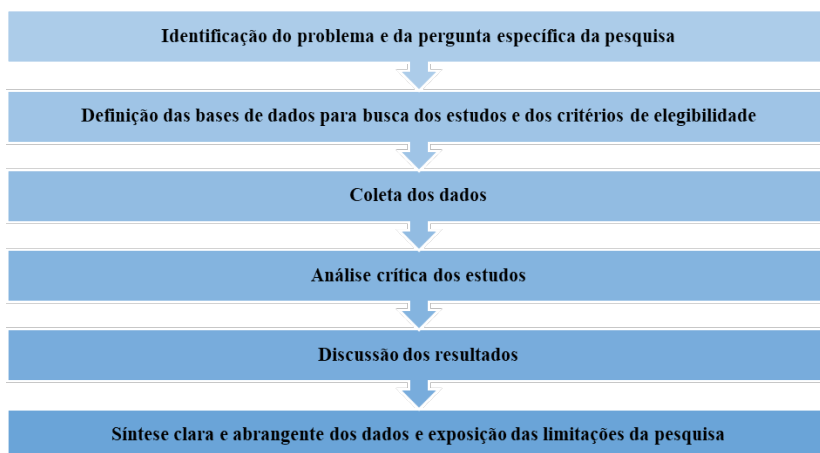 Identificação do problema e da pergunta específica da pesquisa
Definição das bases de dados para busca dos estudos e dos critérios de elegibilidade
Coleta dos dados
Análise crítica dos estudos
Discussão dos resultados
Síntese clara e abrangente dos dados e exposição das limitações da pesquisa